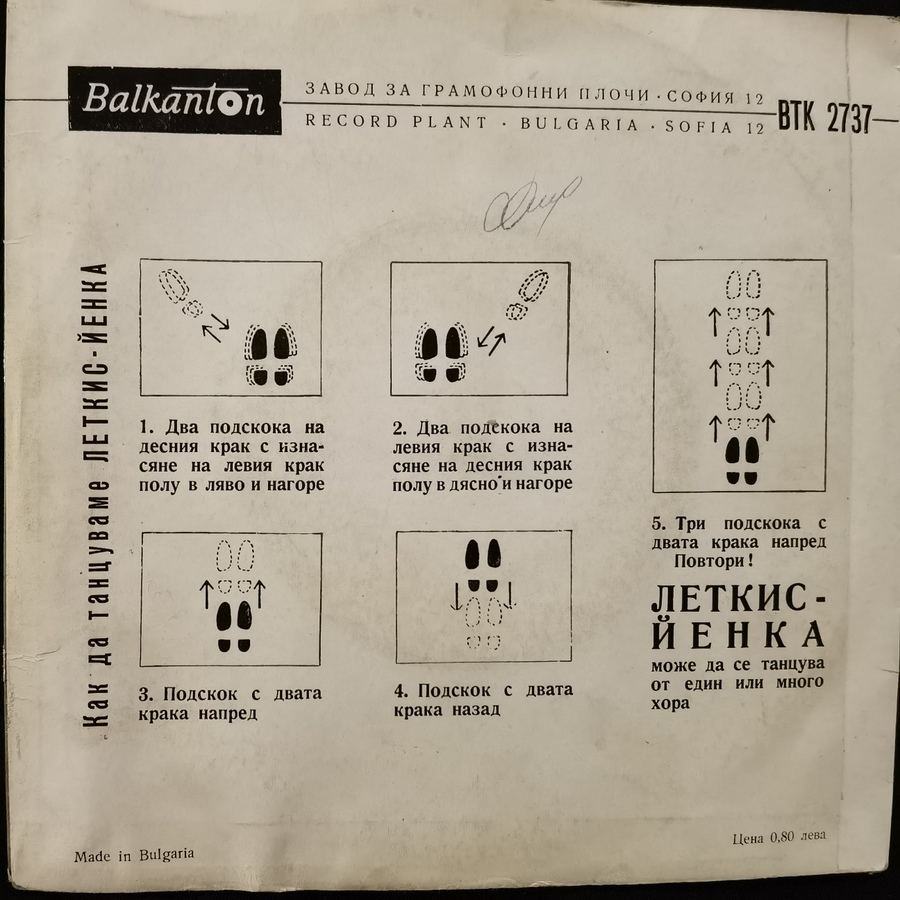 Balkanton
ЗАВОД ЗА ГРАМОФОННИ ПЛОЧИ · СОФИЯ 12
RECORD PLANT · BULGARIA · SOFIA 12
ВТК 2737
Как да танцуваме ЛЕТКИС-ЙЕНКА
1. Два подскока на
десния крак с изна-
сяне на левия крак
полу в ляво и нагоре
2. Два подскока на
левия крак с изна-
сяне на десния крак
полу в дясно и нагоре
3. Подскок с двата
крака напред
4. Подскок с двата
крака назад
5. Три подскока с
двата крака напред
Повтори!
ЛЕТКИС-
ЙЕНКА
може да се танцува
от един или много
хора
Made in Bulgaria
Цена 0,80 лева